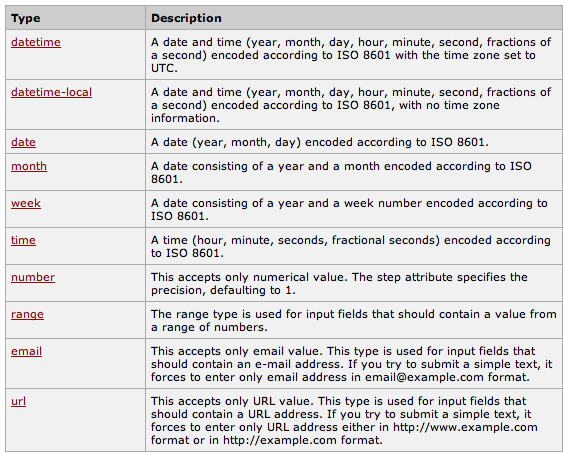 Type Description
datetime A date and time (year, month, day, hour, minute, second, fractions of
a second) encoded according to ISO 8601 with the time zone set to
UTC.
datetime-local A date and time (year, month, day, hour, minute, second, fractions of
a second) encoded according to ISO 8601, with no time zone
information.
date A date (year, month, day) encoded according to ISO 8601.
month A date consisting of a year and a month encoded according to ISO
8601.
week A date consisting of a year and a week number encoded according to
ISO 8601.
time A time (hour, minute, seconds, fractional seconds) encoded according
to ISO 8601.
number This accepts only numerical value. The step attribute specifies the
precision, defaulting to 1.
range The range type is used for input fields that should contain a value from
a range of numbers.
email This accepts only email value. This type is used for input fields that
should contain an e-mail address. If you try to submit a simple text, it
forces to enter only email address in email@example.com format.
url This accepts only URL value. This type is used for input fields that
should contain a URL address. If you try to submit a simple text, it
forces to enter only URL address either in http://www.example.com
format or in http://example.com format.